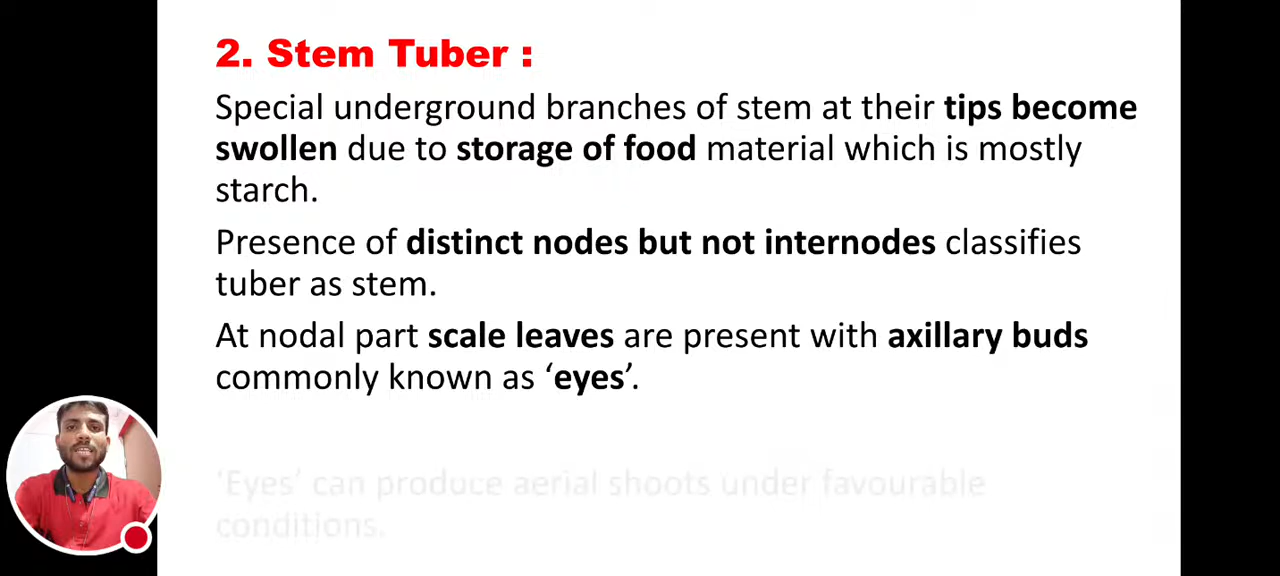 2. Stem Tuber :
Special underground branches of stem at their tips become
swollen due to storage of food material which is mostly
starch.
Presence of distinct nodes but not internodes classifies
tuber as stem.
At nodal part scale leaves are present with axillary buds
commonly known as ‘eyes’.
‘Eyes’ can produce aerial shoots under favourable
conditions.